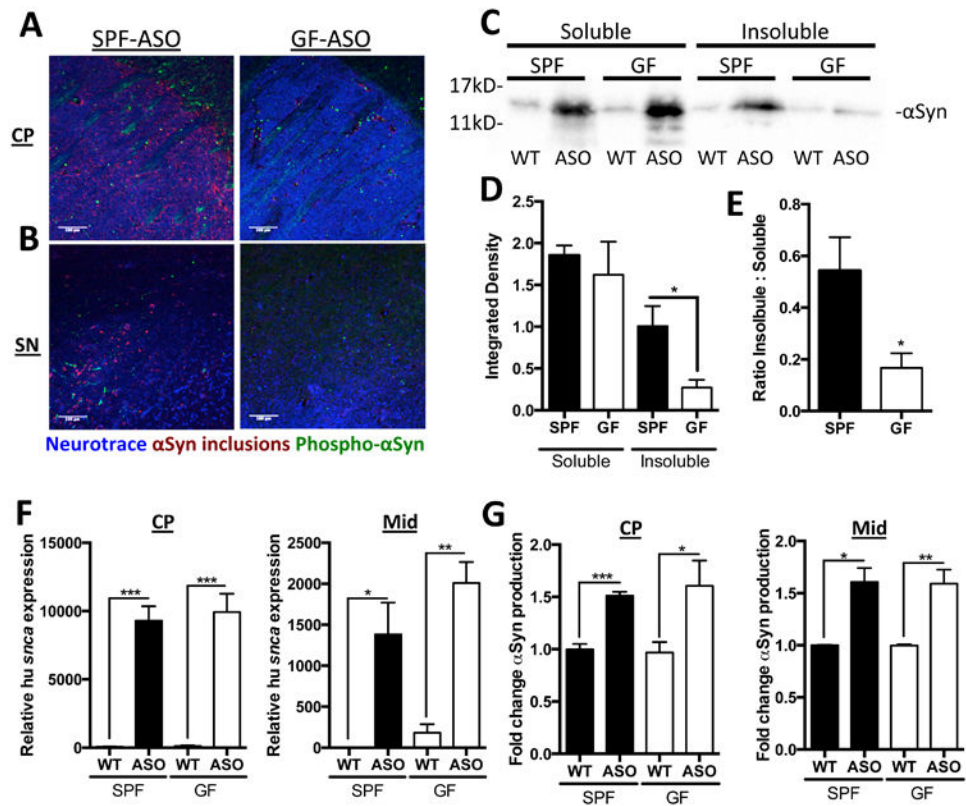 A
SPF-ASO
GF-ASO
CP
B
SN
Neurotrace αSyn inclusions Phospho-αSyn
C
Soluble Insoluble
SPF GF SPF GF
17kD-
11kD-
-αSyn
WT ASO WT ASO WT ASO WT ASO
D
Integrated Density
2.5
2.0
1.5
1.0
0.5
0.0
*
SPF GF SPF GF
Soluble Insoluble
E
Ratio Insolbule : Soluble
0.8
0.6
0.4
0.2
0.0
*
SPF GF
F
CP
Relative hu snca expression
15000
10000
5000
0
*** ***
WT ASO WT ASO
SPF GF
Mid
Relative hu snca expression
2500
2000
1500
1000
500
0
* **
WT ASO WT ASO
SPF GF
G
CP
Fold change αSyn production
2.0
1.5
1.0
0.5
0.0
*** *
WT ASO WT ASO
SPF GF
Mid
Fold change αSyn production
2.0
1.5
1.0
0.5
0.0
* **
WT ASO WT ASO
SPF GF